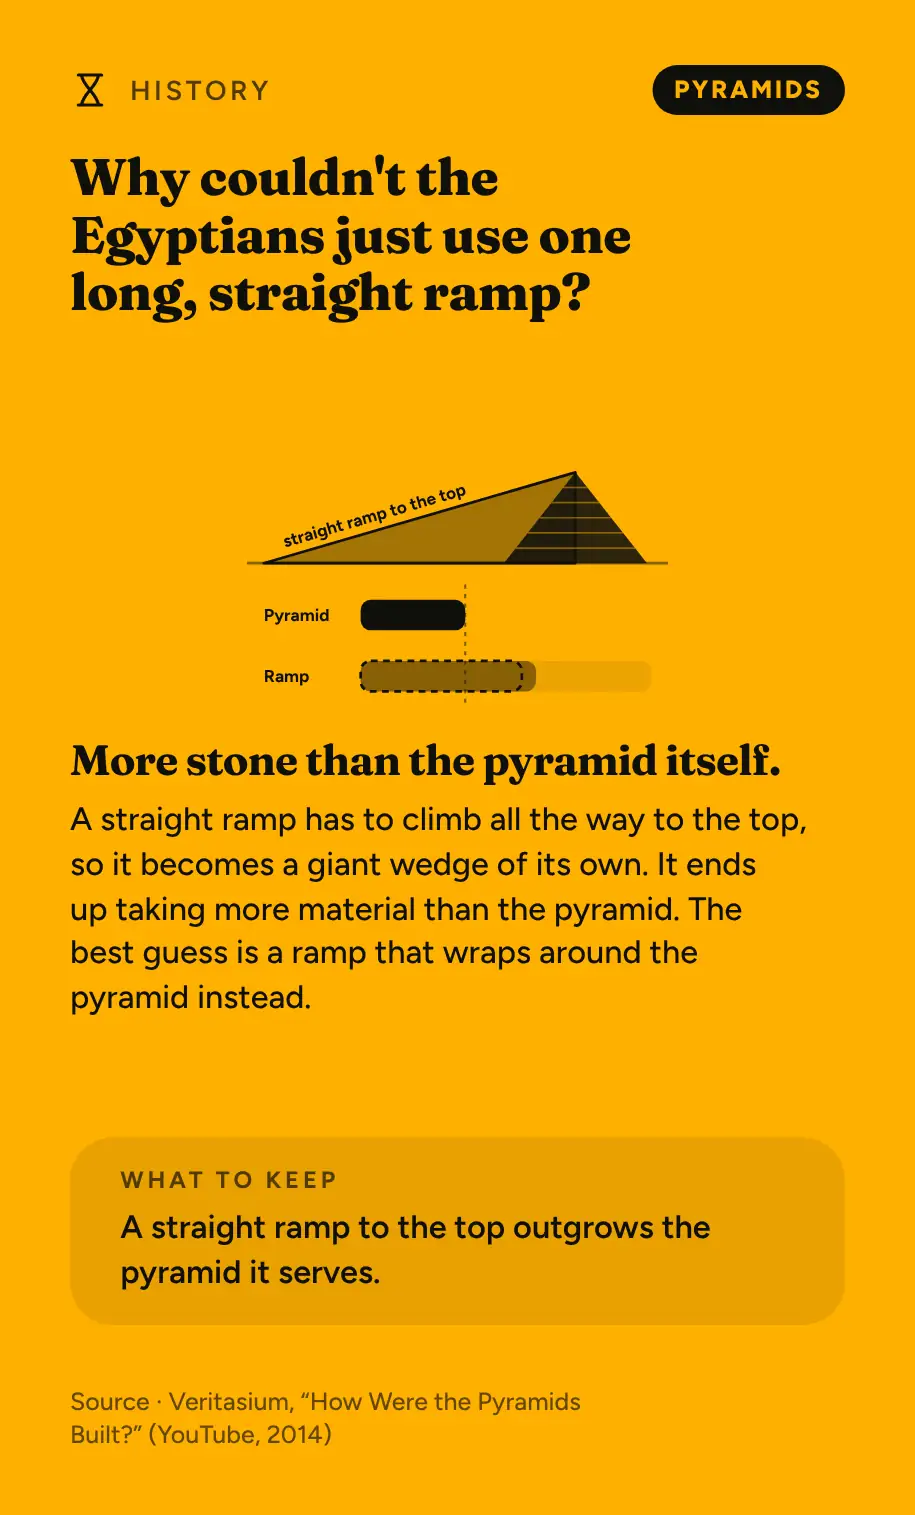 HISTORY
PYRAMIDS
Why couldn't the
Egyptians just use one
long, straight ramp?
straight ramp to the top
Pyramid
Ramp
More stone than the pyramid itself.
A straight ramp has to climb all the way to the top,
so it becomes a giant wedge of its own. It ends
up taking more material than the pyramid. The
best guess is a ramp that wraps around the
pyramid instead.
WHAT TO KEEP
A straight ramp to the top outgrows the
pyramid it serves.
Source · Veritasium, “How Were the Pyramids
Built?” (YouTube, 2014)